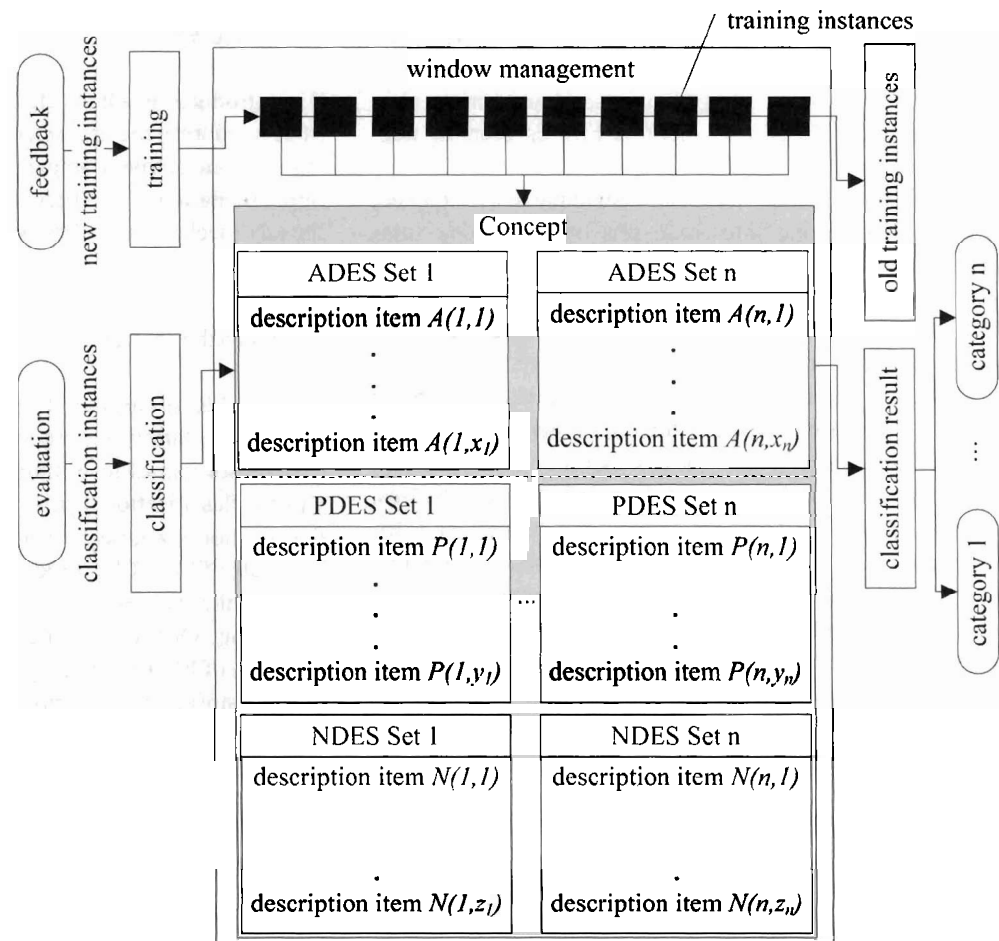 training instances
window management
feedback
new training instances
training
old training instances
Concept
ADES Set 1
description item A(1,1)
.
.
.
description item A(1,x1)
ADES Set n
description item A(n,1)
.
.
.
description item A(n,xn)
PDES Set 1
description item P(1,1)
.
.
.
description item P(1,y1)
...
PDES Set n
description item P(n,1)
.
.
description item P(n,yn)
NDES Set 1
description item N(1,1)
.
description item N(1,z1)
NDES Set n
description item N(n,1)
.
description item N(n,zn)
evaluation
classification instances
classification
classification result
category n
...
category 1